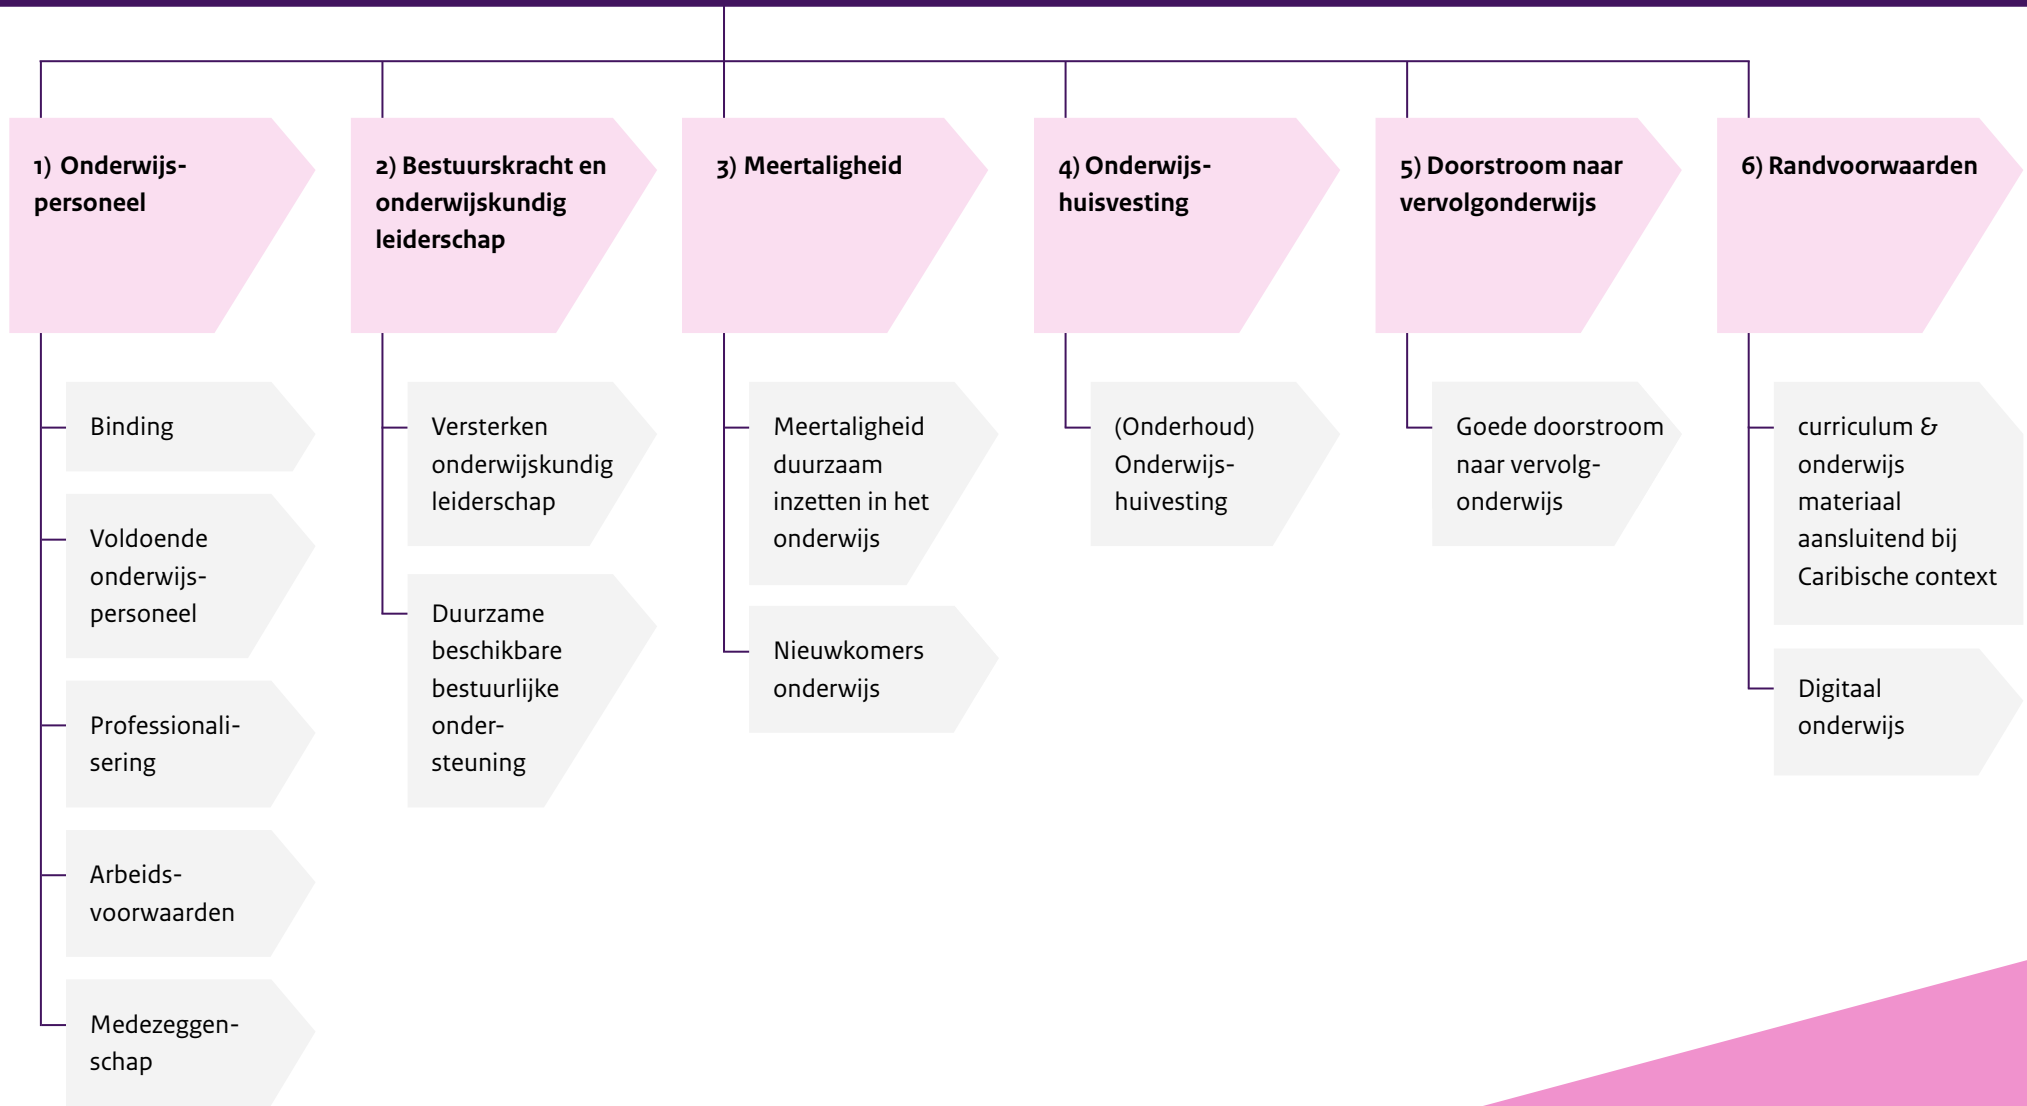 1) Onderwijs-
personeel
Binding
Voldoende
onderwijs-
personeel
Professionali-
sering
Arbeids-
voorwaarden
Medezeggen-
schap
2) Bestuurskracht en
onderwijskundig
leiderschap
Versterken
onderwijskundig
leiderschap
Duurzame
beschikbare
bestuurlijke
onder-
steuning
3) Meertaligheid
Meertaligheid
duurzaam
inzetten in het
onderwijs
Nieuwkomers
onderwijs
4) Onderwijs-
huisvesting
(Onderhoud)
Onderwijs-
huivesting
5) Doorstroom naar
vervolgonderwijs
Goede doorstroom
naar vervolg-
onderwijs
6) Randvoorwaarden
curriculum &
onderwijs
materiaal
aansluitend bij
Caribische context
Digitaal
onderwijs